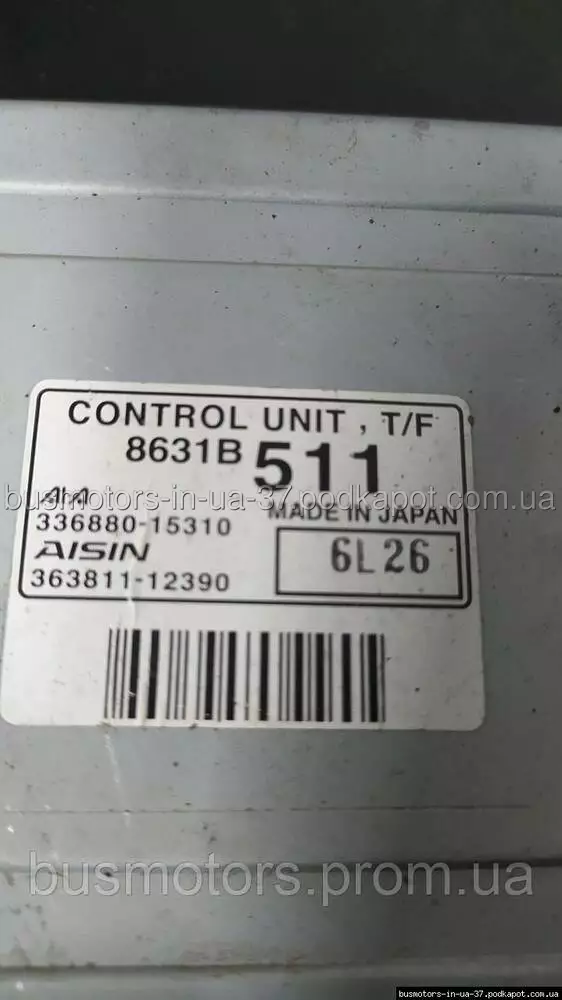 CONTROL UNIT , T/F
8631B 511
AA
busmotors-in-ua-37.podkapot.com.ua
336880-15310
MADE IN JAPAN
AISIN
363811-12390
6L26
busmotors.prom.ua
busmotors-in-ua-37.podkapot.com.ua